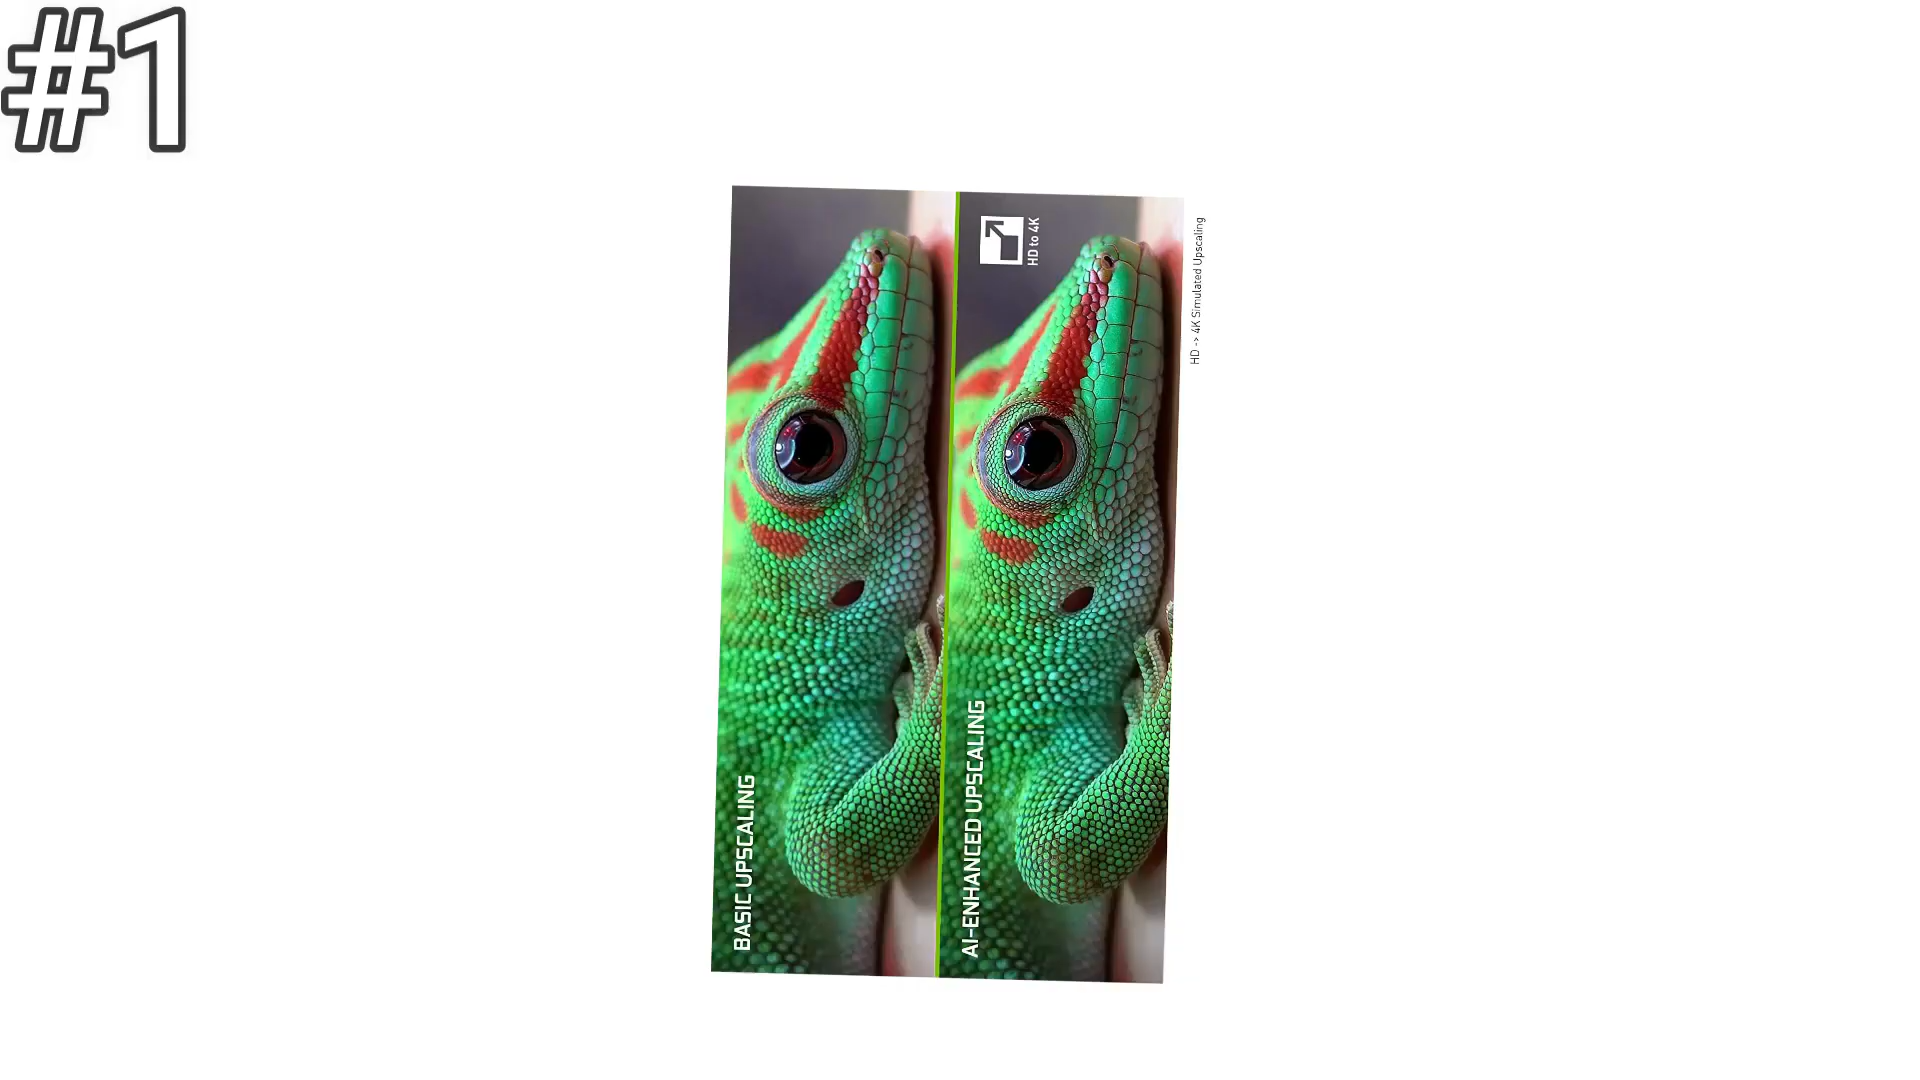 #1
BASIC UPSCALING
AI-ENHANCED UPSCALING
HD to 4K
HD -> 4K Simulated Upscaling